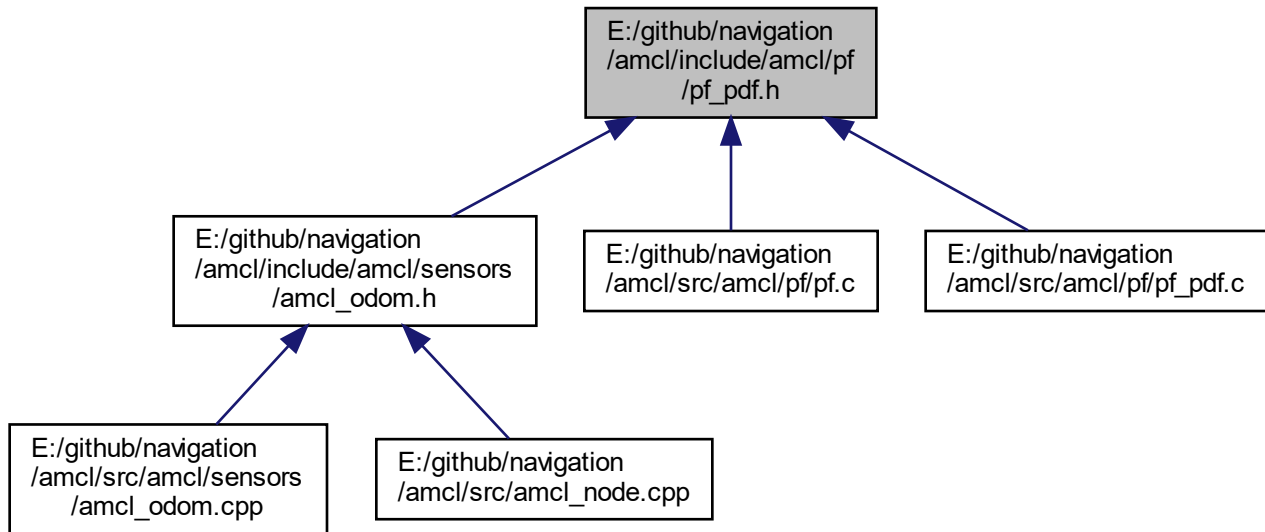 E:/github/navigation
/amcl/include/amcl/pf
/pf_pdf.h
E:/github/navigation
/amcl/include/amcl/sensors
/amcl_odom.h
E:/github/navigation
/amcl/src/amcl/pf/pf.c
E:/github/navigation
/amcl/src/amcl/pf/pf_pdf.c
E:/github/navigation
/amcl/src/amcl/sensors
/amcl_odom.cpp
E:/github/navigation
/amcl/src/amcl_node.cpp